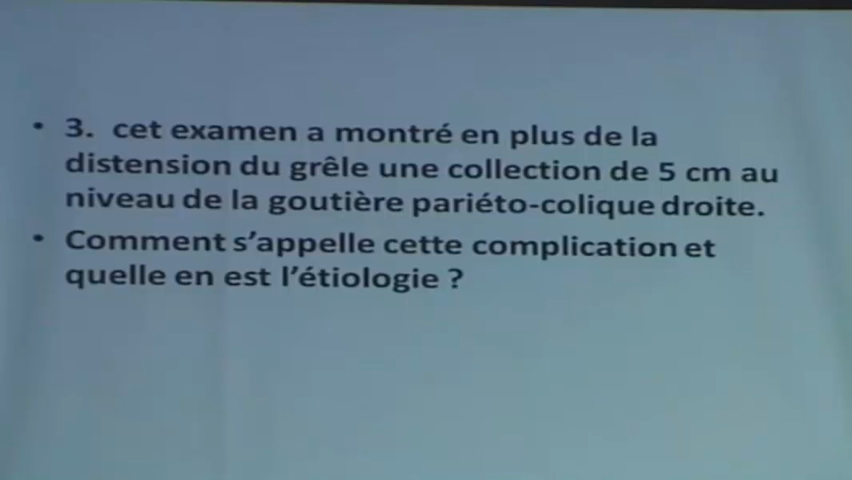 • 3. cet examen a montré en plus de la
distension du grêle une collection de 5 cm au
niveau de la goutière pariéto-colique droite.
• Comment s'appelle cette complication et
quelle en est l'étiologie ?